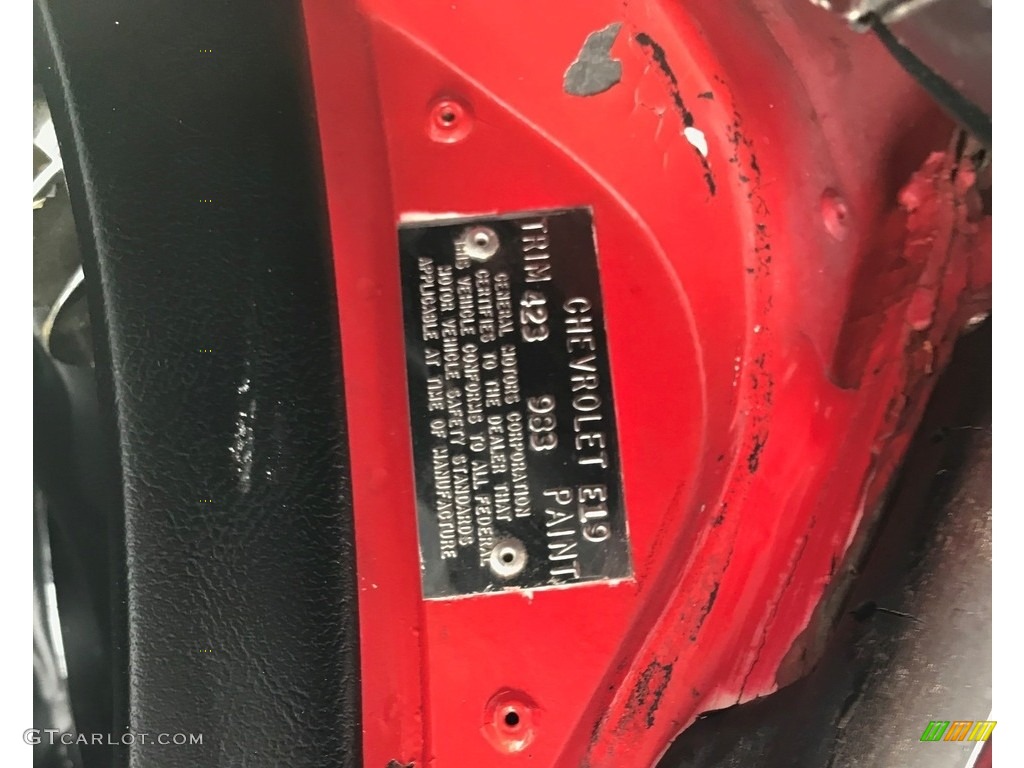 CHEVROLET E19
TRIM 423 983 PAINT
GENERAL MOTORS CORPORATION
CERTIFIES TO THE DEALER THAT
THIS VEHICLE CONFORMS TO ALL FEDERAL
MOTOR VEHICLE SAFETY STANDARDS
APPLICABLE AT TIME OF MANUFACTURE
GTCARLOT.COM